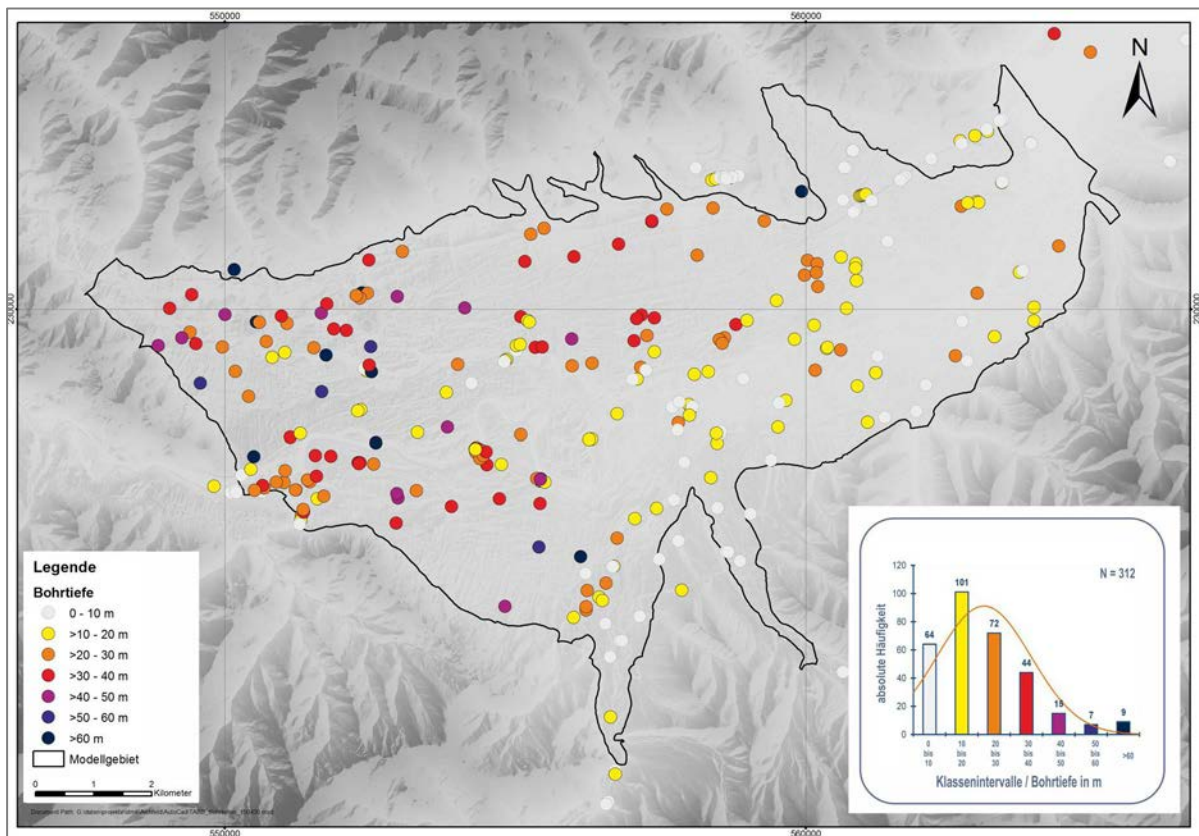 550000
560000
N
230000
230000
Legende
Bohrtiefe
0 - 10 m
>10 - 20 m
>20 - 30 m
>30 - 40 m
>40 - 50 m
>50 - 60 m
>60 m
Modellgebiet
0 1 2
Kilometer
N = 312
absolute Häufigkeit
120
100
80
60
40
20
0
64
101
72
44
15
7
9
0 bis 10
10 bis 20
20 bis 30
30 bis 40
40 bis 50
50 bis 60
>60
Klassenintervalle / Bohrtiefe in m
550000
560000